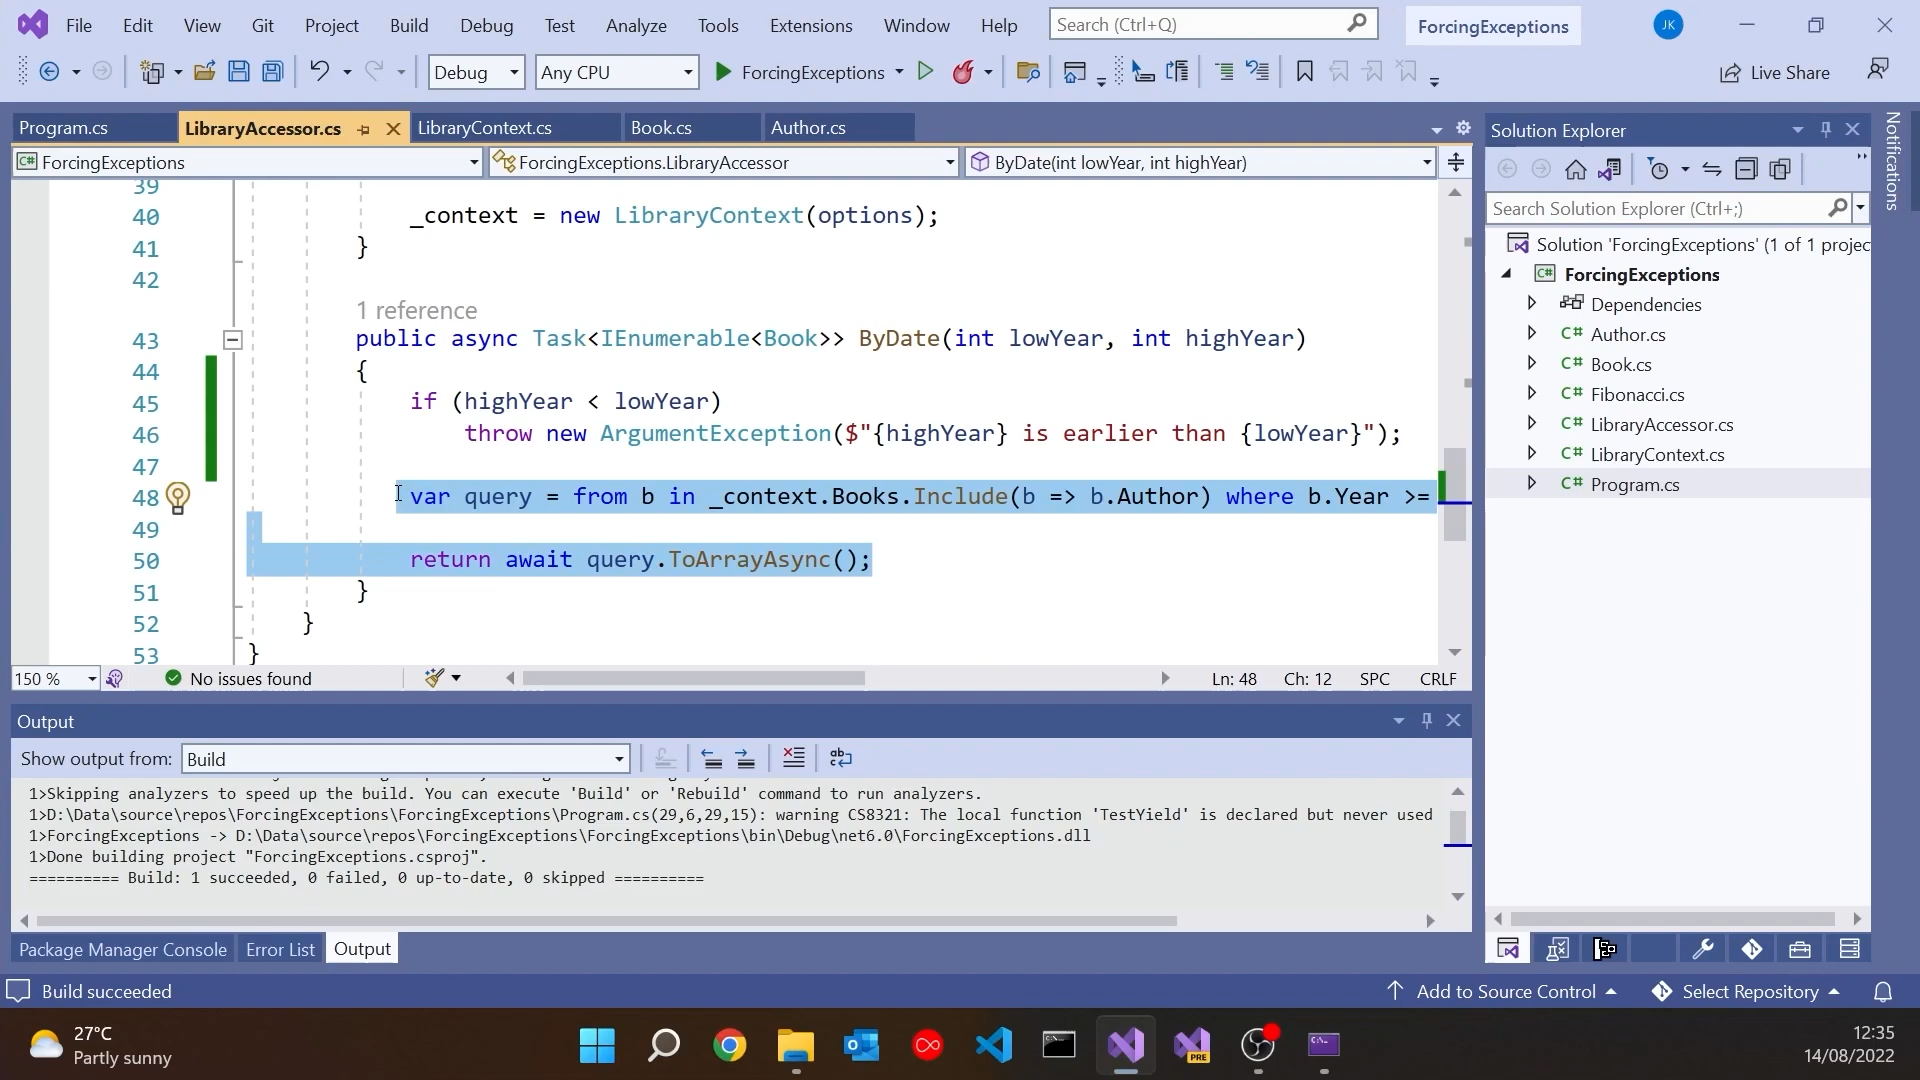 File Edit View Git Project Build Debug Test Analyze Tools Extensions Window Help Search (Ctrl+Q) ForcingExceptions JK
Debug Any CPU ForcingExceptions Live Share
Program.cs LibraryAccessor.cs LibraryContext.cs Book.cs Author.cs
C# ForcingExceptions ForcingExceptions.LibraryAccessor ByDate(int lowYear, int highYear)
39
40 _context = new LibraryContext(options);
41 }
42
1 reference
43 public async Task<IEnumerable<Book>> ByDate(int lowYear, int highYear)
44 {
45 if (highYear < lowYear)
46 throw new ArgumentException($"{highYear} is earlier than {lowYear}");
47
48 var query = from b in _context.Books.Include(b => b.Author) where b.Year >=
49
50 return await query.ToArrayAsync();
51 }
52 }
53 }
150 % No issues found Ln: 48 Ch: 12 SPC CRLF
Output
Show output from: Build
1>Skipping analyzers to speed up the build. You can execute 'Build' or 'Rebuild' command to run analyzers.
1>D:\Data\source\repos\ForcingExceptions\ForcingExceptions\Program.cs(29,6,29,15): warning CS8321: The local function 'TestYield' is declared but never used
1>ForcingExceptions -> D:\Data\source\repos\ForcingExceptions\ForcingExceptions\bin\Debug\net6.0\ForcingExceptions.dll
1>Done building project "ForcingExceptions.csproj".
========== Build: 1 succeeded, 0 failed, 0 up-to-date, 0 skipped ==========
Package Manager Console Error List Output
Solution Explorer
Search Solution Explorer (Ctrl+;)
Solution 'ForcingExceptions' (1 of 1 projec
C# ForcingExceptions
Dependencies
C# Author.cs
C# Book.cs
C# Fibonacci.cs
C# LibraryAccessor.cs
C# LibraryContext.cs
C# Program.cs
Notifications
Build succeeded Add to Source Control Select Repository
27°C
Partly sunny
PRE
12:35
14/08/2022